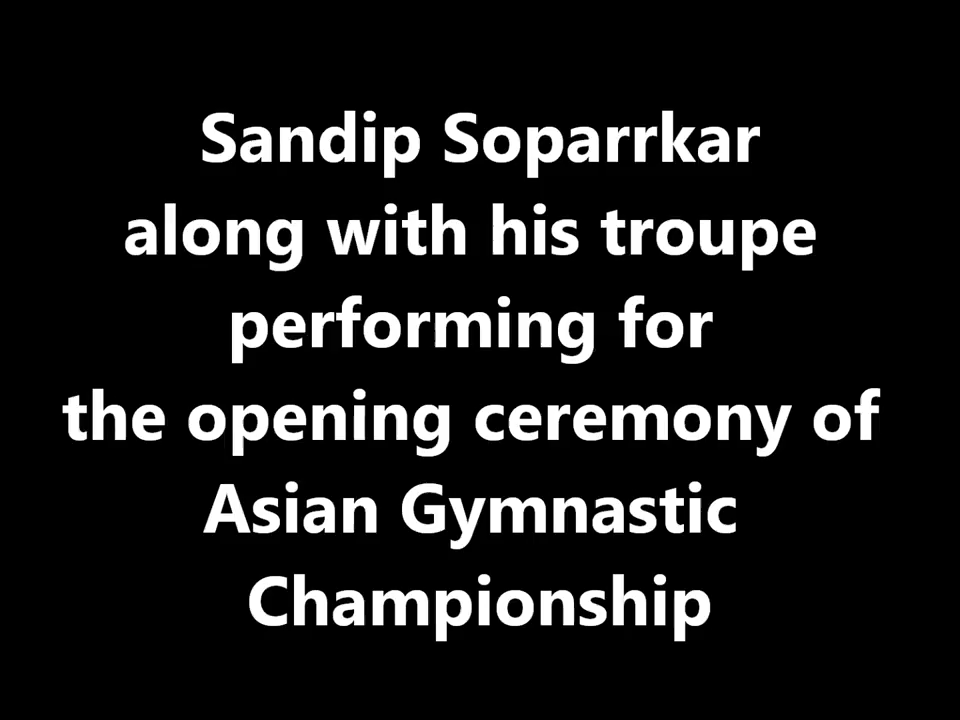 Sandip Soparrkar
along with his troupe
performing for
the opening ceremony of
Asian Gymnastic
Championship